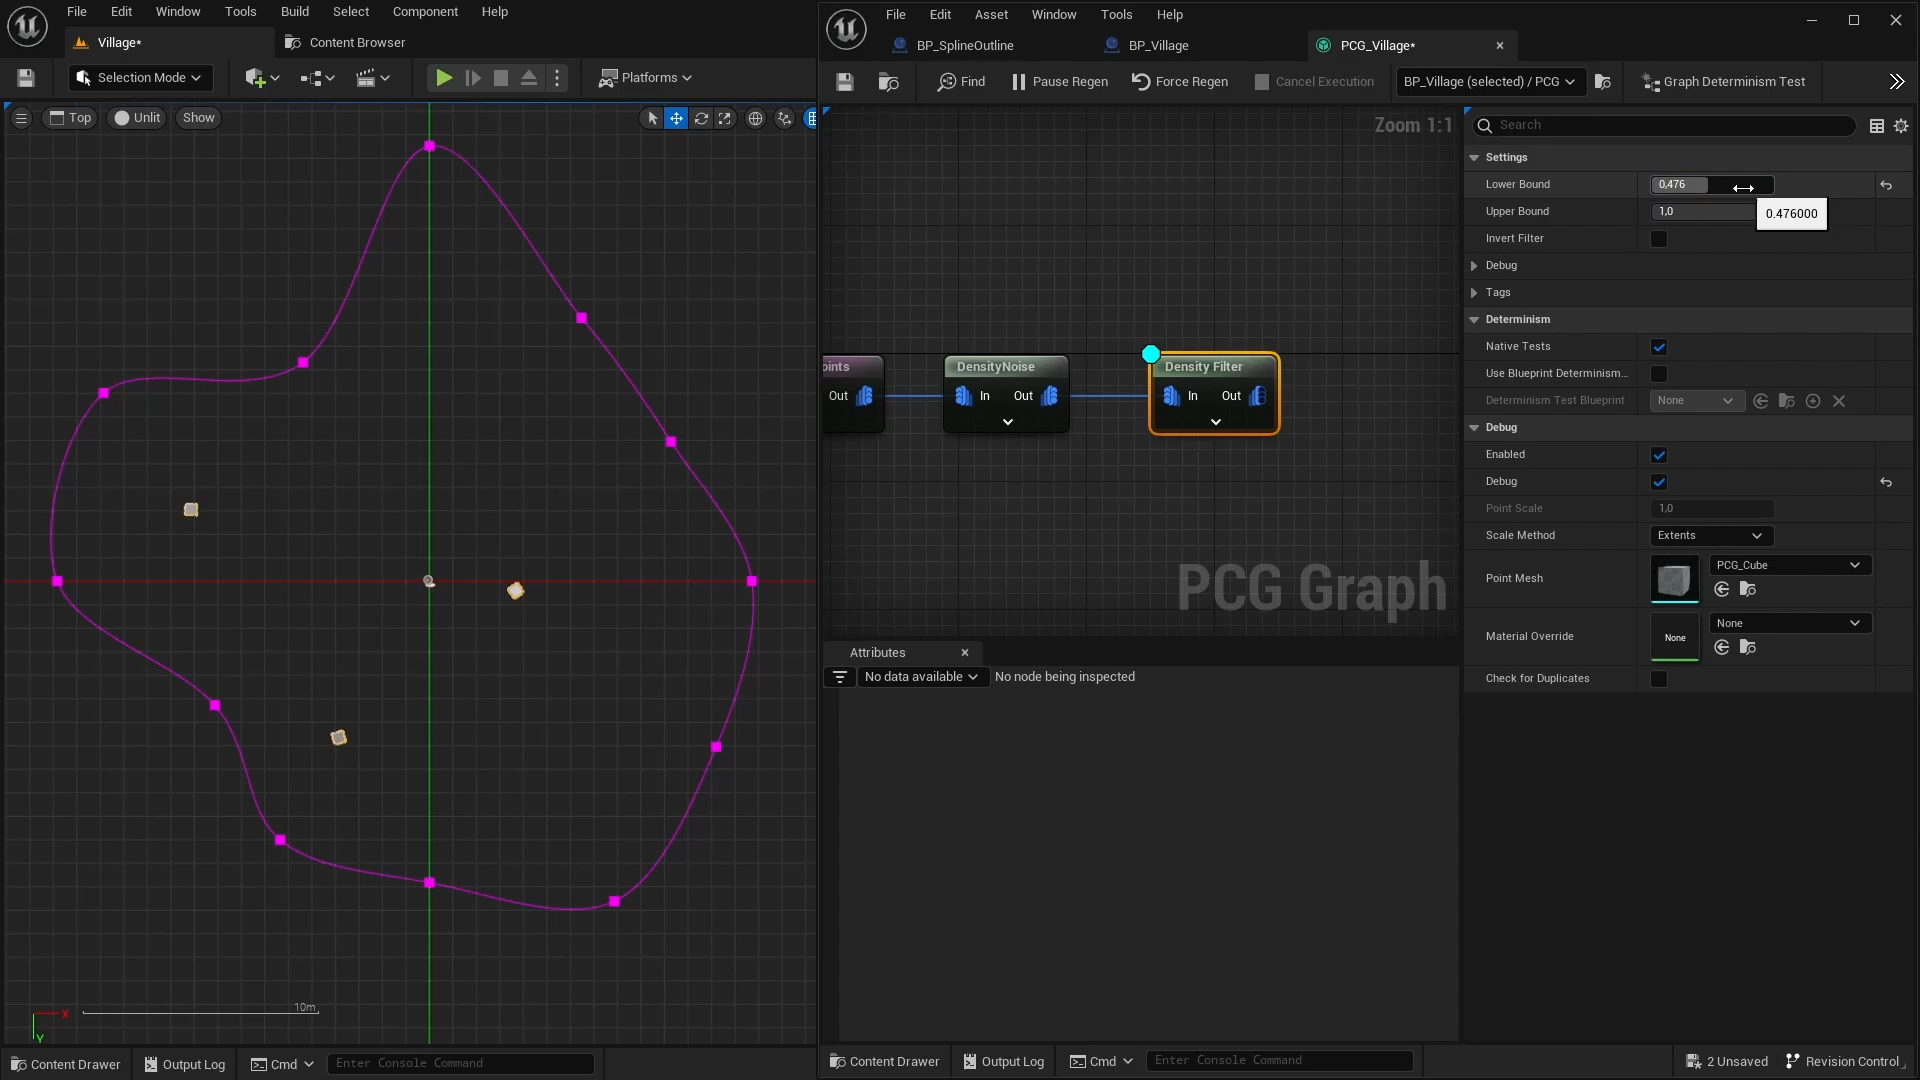 File Edit Window Tools Build Select Component Help
Village*
Content Browser
Selection Mode
Platforms
Top
Unlit
Show
10m
X
Y
Content Drawer
Output Log
Cmd
Enter Console Command
File Edit Asset Window Tools Help
BP_SplineOutline
BP_Village
PCG_Village*
Find
Pause Regen
Force Regen
Cancel Execution
BP_Village (selected) / PCG
Graph Determinism Test
Zoom 1:1
oints
Out
DensityNoise
In Out
Density Filter
In Out
PCG Graph
Attributes
No data available
No node being inspected
Search
Settings
Lower Bound 0,476
Upper Bound 1,0
0.476000
Invert Filter
Debug
Tags
Determinism
Native Tests
Use Blueprint Determinism...
Determinism Test Blueprint None
Debug
Enabled
Debug
Point Scale 1,0
Scale Method Extents
Point Mesh PCG_Cube
Material Override None None
Check for Duplicates
Content Drawer
Output Log
Cmd
Enter Console Command
2 Unsaved
Revision Control